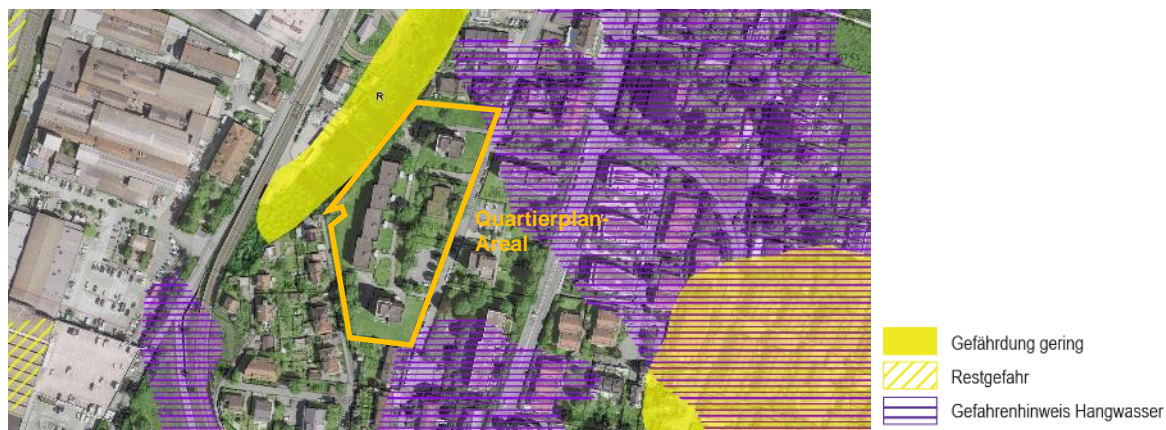 R
Quartierplan-
Areal
Gefährdung gering
Restgefahr
Gefahrenhinweis Hangwasser